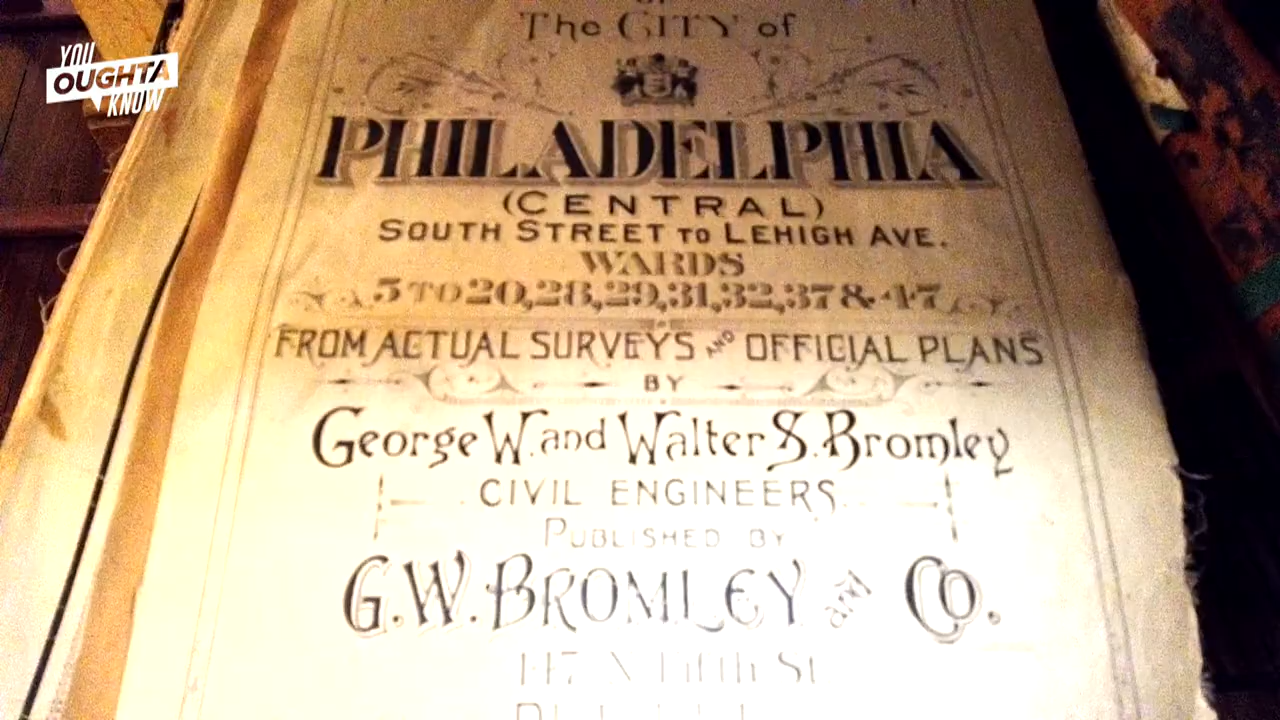 YOU
OUGHTA
KNOW
The CITY of
PHILADELPHIA
(CENTRAL)
SOUTH STREET TO LEHIGH AVE.
WARDS
5 TO 20, 28, 29, 31, 32, 37 & 47
FROM ACTUAL SURVEYS AND OFFICIAL PLANS
BY
George W. and Walter S. Bromley
CIVIL ENGINEERS
PUBLISHED BY
G.W. BROMLEY and CO.